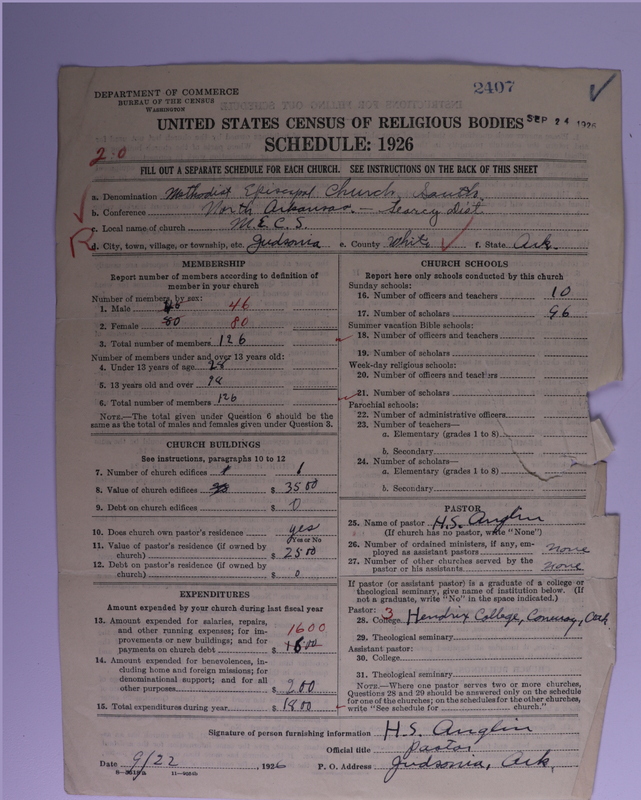 2407
DEPARTMENT OF COMMERCE
BUREAU OF THE CENSUS
WASHINGTON
SEP 24 1926
UNITED STATES CENSUS OF RELIGIOUS BODIES
SCHEDULE: 1926
2.0
FILL OUT A SEPARATE SCHEDULE FOR EACH CHURCH. SEE INSTRUCTIONS ON THE BACK OF THIS SHEET
a. Denomination Methodist Episcopal Church, South
b. Conference North Arkansas — Searcy Dist
c. Local name of church M.E.C.S.
R
d. City, town, village, or township, etc. Judsonia e. County White f. State Ark.
MEMBERSHIP
Report number of members according to definition of
member in your church
Number of members by sex:
1. Male 46 46
2. Female 80 80
3. Total number of members 126
Number of members under and over 13 years old:
4. Under 13 years of age 28
5. 13 years old and over 98
6. Total number of members 126
NOTE.—The total given under Question 6 should be the
same as the total of males and females given under Question 3.
CHURCH BUILDINGS
See instructions, paragraphs 10 to 12
7. Number of church edifices 1 1
8. Value of church edifices $ 3500
9. Debt on church edifices $ 0
10. Does church own pastor's residence yes
Yes or No
11. Value of pastor's residence (if owned by
church) $ 2500
12. Debt on pastor's residence (if owned by
church) $ 0
EXPENDITURES
Amount expended by your church during last fiscal year
13. Amount expended for salaries, repairs,
and other running expenses; for im-
provements or new buildings; and for
payments on church debt 1600
$ 1800
14. Amount expended for benevolences, in-
cluding home and foreign missions; for
denominational support; and for all
other purposes $ 200
15. Total expenditures during year $ 1800
CHURCH SCHOOLS
Report here only schools conducted by this church
Sunday schools:
16. Number of officers and teachers 10
17. Number of scholars 96
Summer vacation Bible schools:
18. Number of officers and teachers
19. Number of scholars
Week-day religious schools:
20. Number of officers and teachers
21. Number of scholars
Parochial schools:
22. Number of administrative officers
23. Number of teachers—
a. Elementary (grades 1 to 8)
b. Secondary
24. Number of scholars—
a. Elementary (grades 1 to 8)
b. Secondary
PASTOR
25. Name of pastor H.S. Anglin
(If church has no pastor, write "None")
26. Number of ordained ministers, if any, em-
ployed as assistant pastors none
27. Number of other churches served by the
pastor or his assistants none
If pastor (or assistant pastor) is a graduate of a college or
theological seminary, give name of institution below. (If
not a graduate, write "No" in the space indicated.)
Pastor: 3
28. College Hendrix College, Conway, Ark
29. Theological seminary
Assistant pastor:
30. College
31. Theological seminary
NOTE.—Where one pastor serves two or more churches,
Questions 28 and 29 should be answered only on the schedule
for one of the churches; on the schedules for the other churches,
write "See schedule for church."
Signature of person furnishing information H.S. Anglin
Official title Pastor
Date 9/22, 1926 P. O. Address Judsonia, Ark.